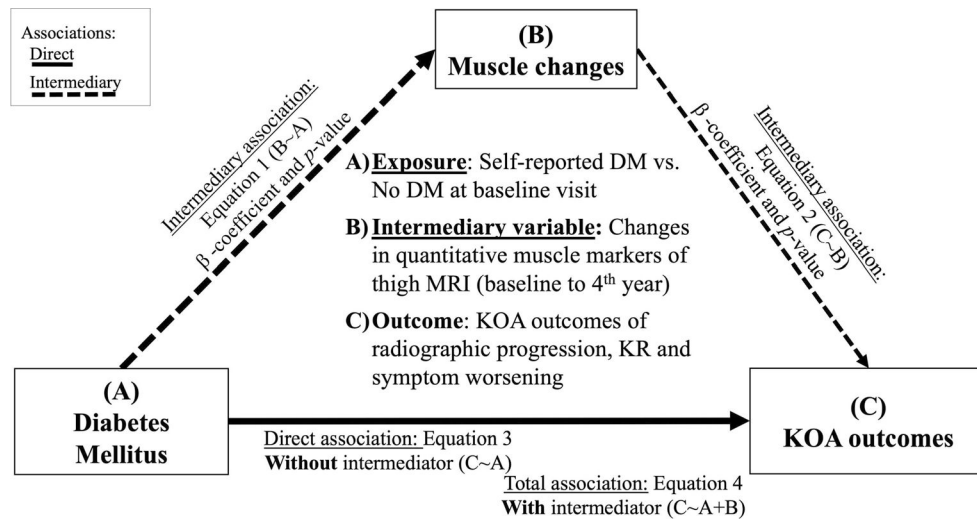 Associations:
Direct
Intermediary
(B)
Muscle changes
Intermediary association:
Equation 1 (B~A)
β -coefficient and p-value
Intermediary association:
Equation 2 (C~B)
β -coefficient and p-value
A) Exposure: Self-reported DM vs.
No DM at baseline visit
B) Intermediary variable: Changes
in quantitative muscle markers of
thigh MRI (baseline to 4th year)
C) Outcome: KOA outcomes of
radiographic progression, KR and
symptom worsening
(A)
Diabetes
Mellitus
(C)
KOA outcomes
Direct association: Equation 3
Without intermediator (C~A)
Total association: Equation 4
With intermediator (C~A+B)